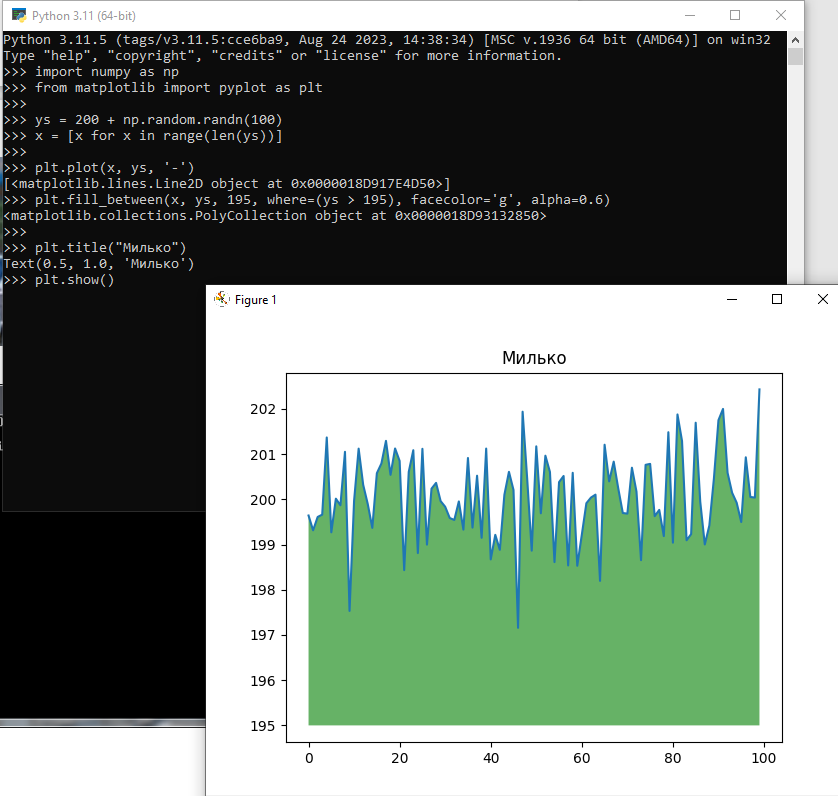 Python 3.11 (64-bit)
Python 3.11.5 (tags/v3.11.5:cce6ba9, Aug 24 2023, 14:38:34) [MSC v.1936 64 bit (AMD64)] on win32
Type "help", "copyright", "credits" or "license" for more information.
>>> import numpy as np
>>> from matplotlib import pyplot as plt
>>>
>>> ys = 200 + np.random.randn(100)
>>> x = [x for x in range(len(ys))]
>>>
>>> plt.plot(x, ys, '-')
[<matplotlib.lines.Line2D object at 0x0000018D917E4D50>]
>>> plt.fill_between(x, ys, 195, where=(ys > 195), facecolor='g', alpha=0.6)
<matplotlib.collections.PolyCollection object at 0x0000018D93132850>
>>>
>>> plt.title("Милько")
Text(0.5, 1.0, 'Милько')
>>> plt.show()
Figure 1
Милько
202
201
200
199
198
197
196
195
0 20 40 60 80 100